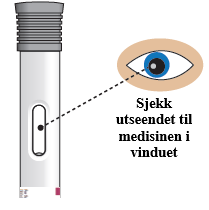 Sjekk
utseendet til
medisinen i
vinduet